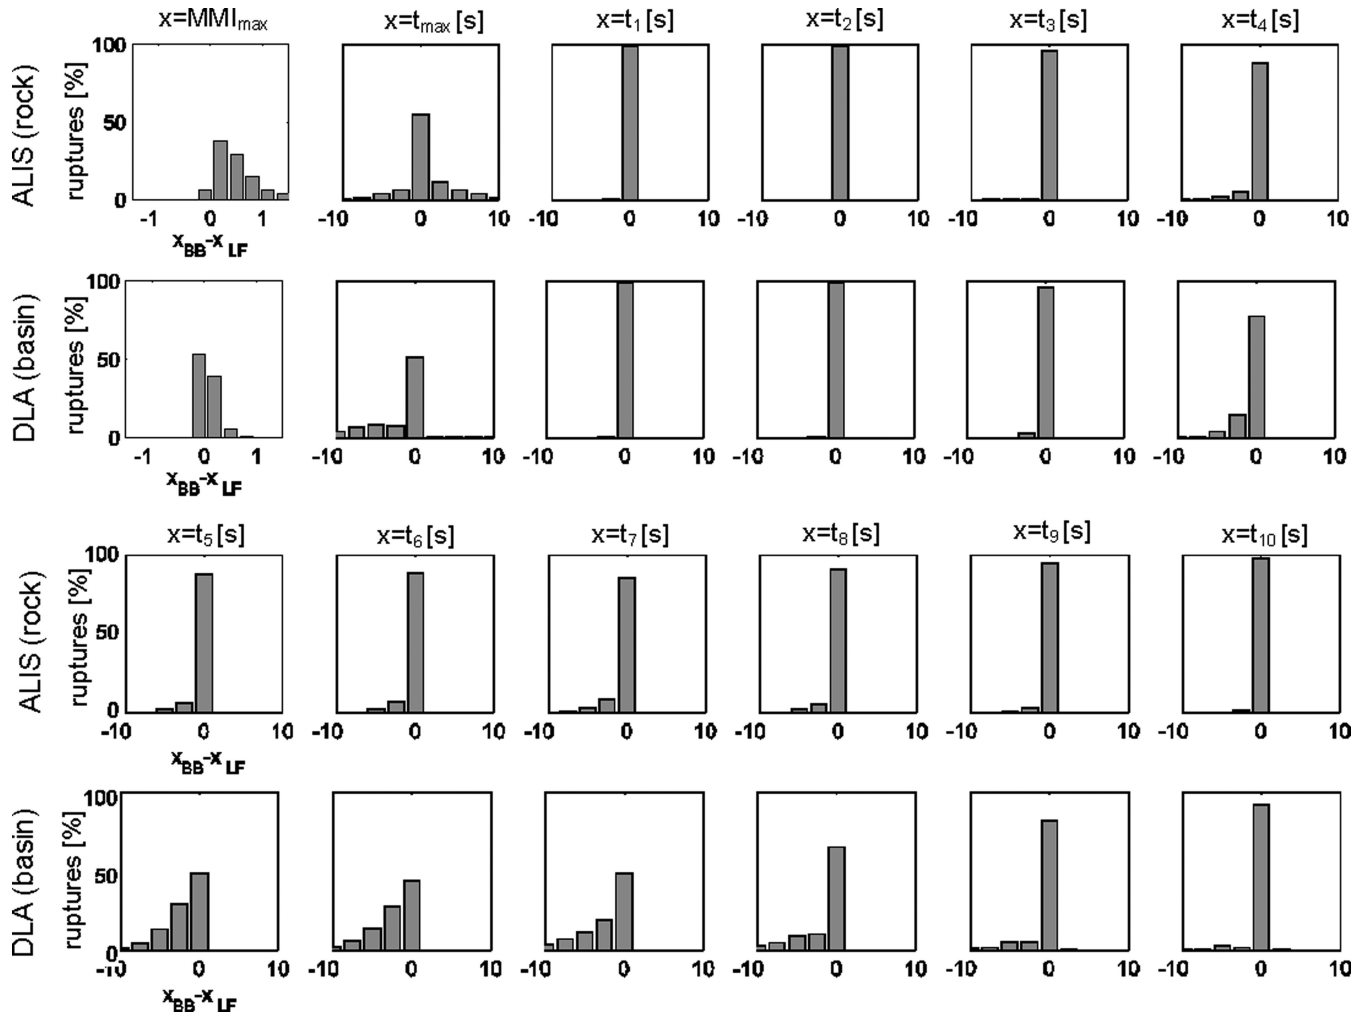 x=MMImax x=tmax [s] x=t1 [s] x=t2 [s] x=t3 [s] x=t4 [s]
ALIS (rock)
ruptures [%]
100
50
0
-1 0 1 -10 0 10 -10 0 10 -10 0 10 -10 0 10 -10 0 10
xBB-xLF
DLA (basin)
ruptures [%]
100
50
0
-1 0 1 -10 0 10 -10 0 10 -10 0 10 -10 0 10 -10 0 10
xBB-xLF
x=t5 [s] x=t6 [s] x=t7 [s] x=t8 [s] x=t9 [s] x=t10 [s]
ALIS (rock)
ruptures [%]
100
50
0
-10 0 10 -10 0 10 -10 0 10 -10 0 10 -10 0 10 -10 0 10
xBB-xLF
DLA (basin)
ruptures [%]
100
50
0
-10 0 10 -10 0 10 -10 0 10 -10 0 10 -10 0 10 -10 0 10
xBB-xLF